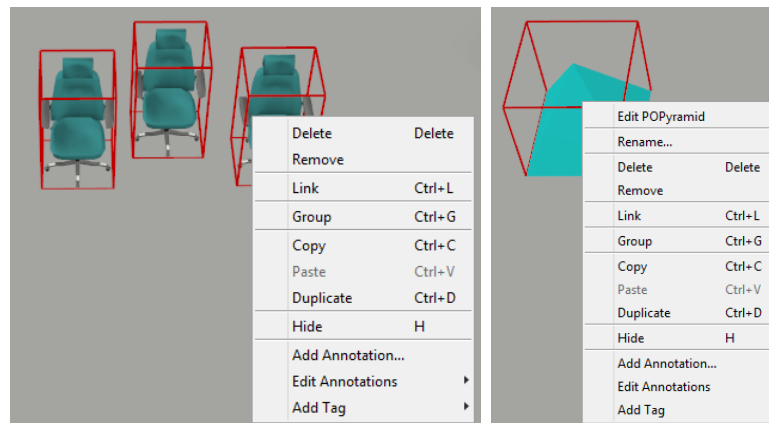 Delete Delete
Remove
Link Ctrl+L
Group Ctrl+G
Copy Ctrl+C
Paste Ctrl+V
Duplicate Ctrl+D
Hide H
Add Annotation...
Edit Annotations
Add Tag
Edit POPyramid
Rename...
Delete Delete
Remove
Link Ctrl+L
Group Ctrl+G
Copy Ctrl+C
Paste Ctrl+V
Duplicate Ctrl+D
Hide H
Add Annotation...
Edit Annotations
Add Tag